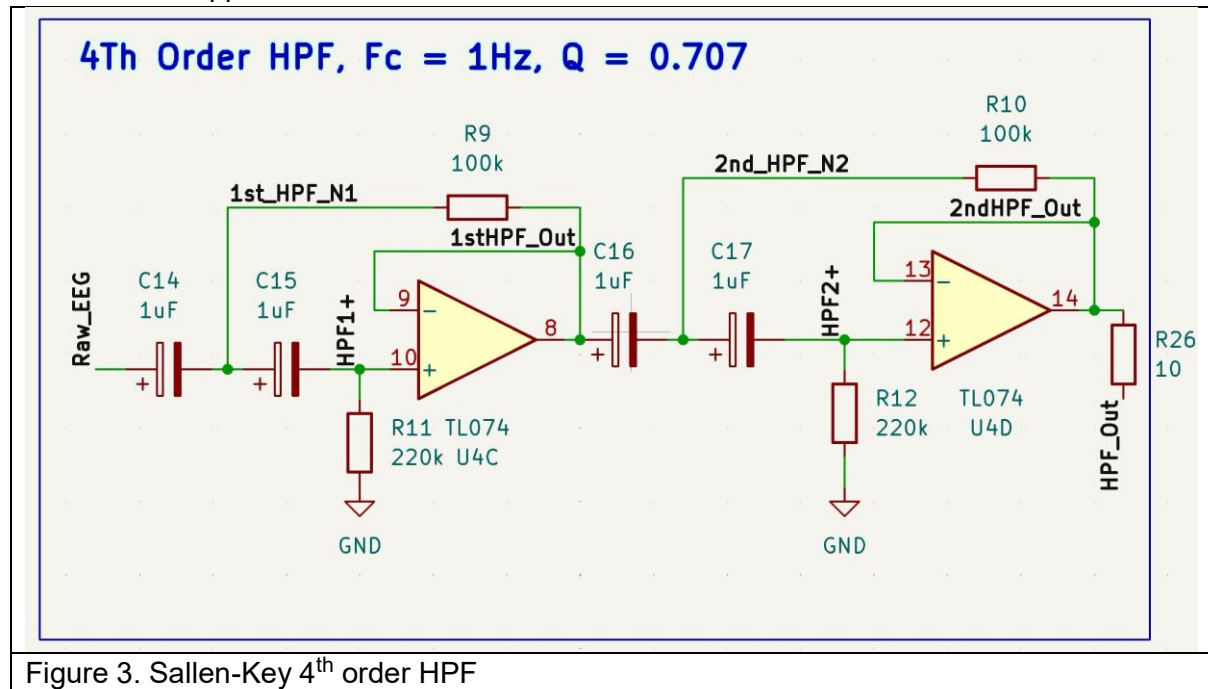 4Th Order HPF, Fc = 1Hz, Q = 0.707
R10
100k
R9
100k
2nd_HPF_N2
1st_HPF_N1
2ndHPF_Out
1stHPF_Out
C16
1uF
C17
1uF
C14
1uF
C15
1uF
Raw_EEG
HPF1+
HPF2+
9
8
10
13
14
12
−
+
−
+
+
+
+
+
R26
10
HPF_Out
R11 TL074
220k U4C
R12 TL074
220k U4D
GND
GND
Figure 3. Sallen-Key 4th order HPF